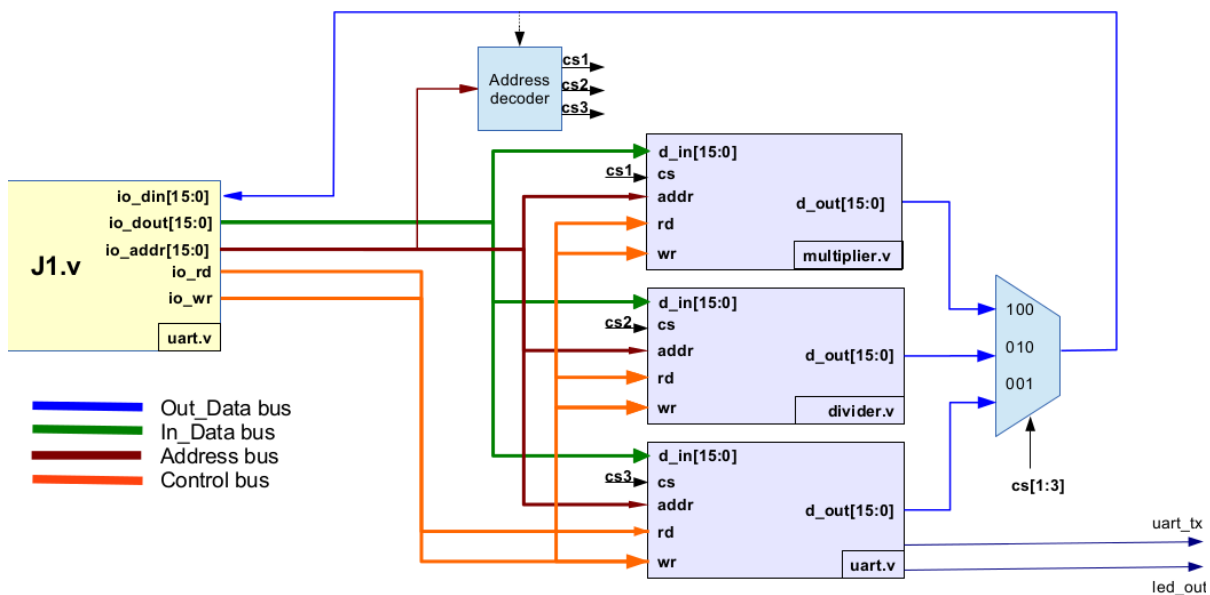 Address
decoder
cs1
cs2
cs3
J1.v
io_din[15:0]
io_dout[15:0]
io_addr[15:0]
io_rd
io_wr
uart.v
d_in[15:0]
cs1
cs
addr
rd
wr
d_out[15:0]
multiplier.v
d_in[15:0]
cs2
cs
addr
rd
wr
d_out[15:0]
divider.v
d_in[15:0]
cs3
cs
addr
rd
wr
d_out[15:0]
uart.v
100
010
001
cs[1:3]
uart_tx
led_out
Out_Data bus
In_Data bus
Address bus
Control bus